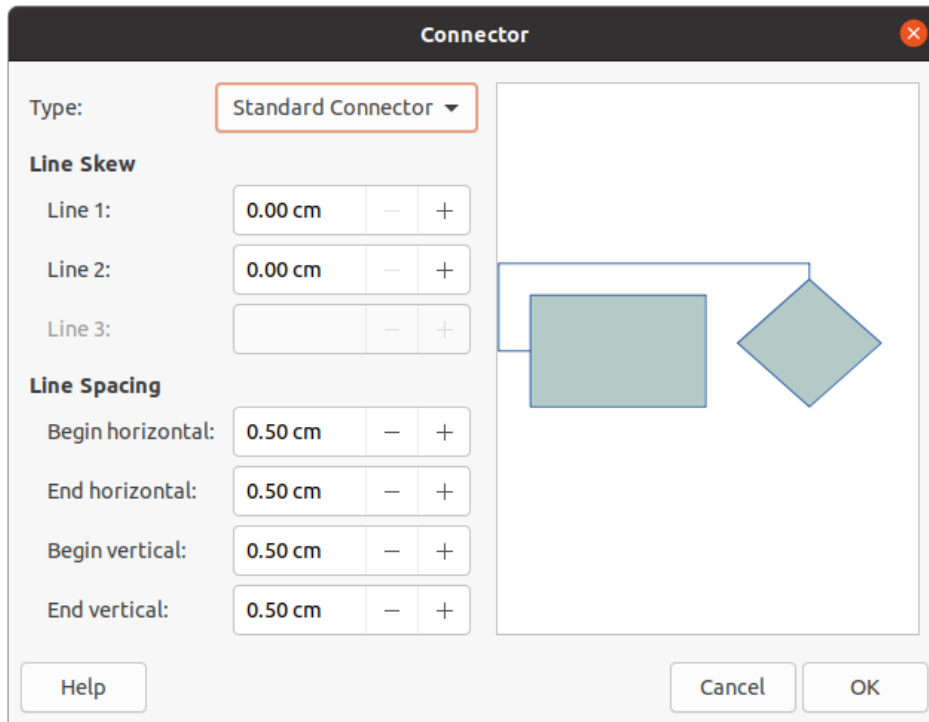 Connector
Type: Standard Connector
Line Skew
Line 1: 0.00 cm
Line 2: 0.00 cm
Line 3:
Line Spacing
Begin horizontal: 0.50 cm
End horizontal: 0.50 cm
Begin vertical: 0.50 cm
End vertical: 0.50 cm
Help Cancel OK